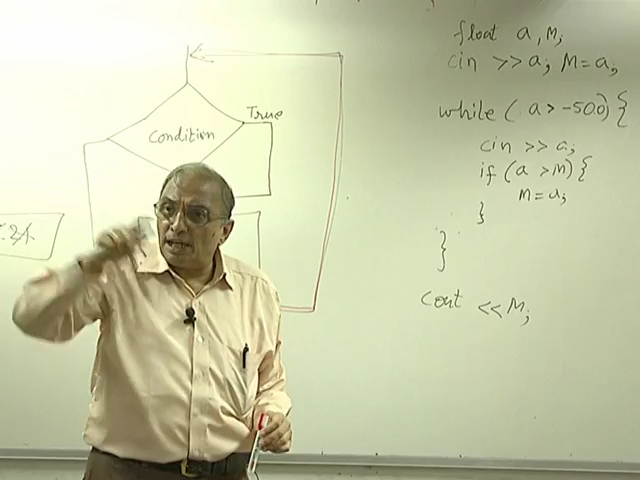 True
Condition
float a, M;
cin >> a; M = a;
while ( a > -500) {
cin >> a;
if (a > M) {
M = a;
}
}
cout << M;